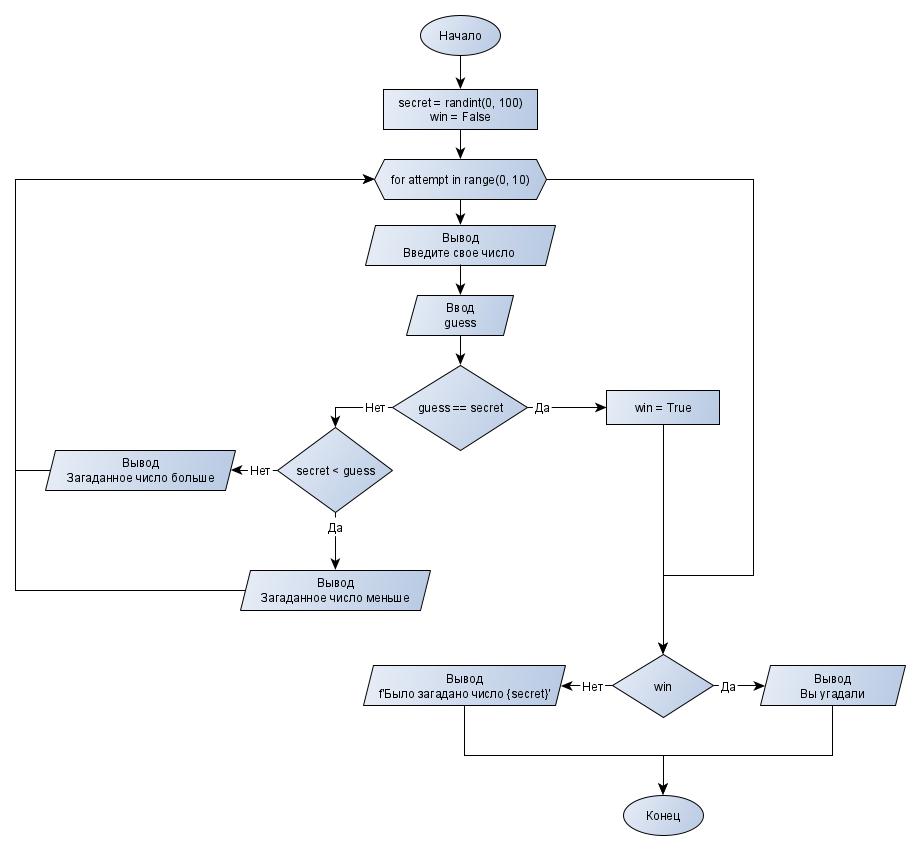 Начало
secret = randint(0, 100)
win = False
for attempt in range(0, 10)
Вывод
Введите свое число
Ввод
guess
guess == secret
Нет
Да
win = True
secret < guess
Нет
Вывод
Загаданное число больше
Да
Вывод
Загаданное число меньше
win
Нет
Да
Вывод
f'Было загадано число {secret}'
Вывод
Вы угадали
Конец